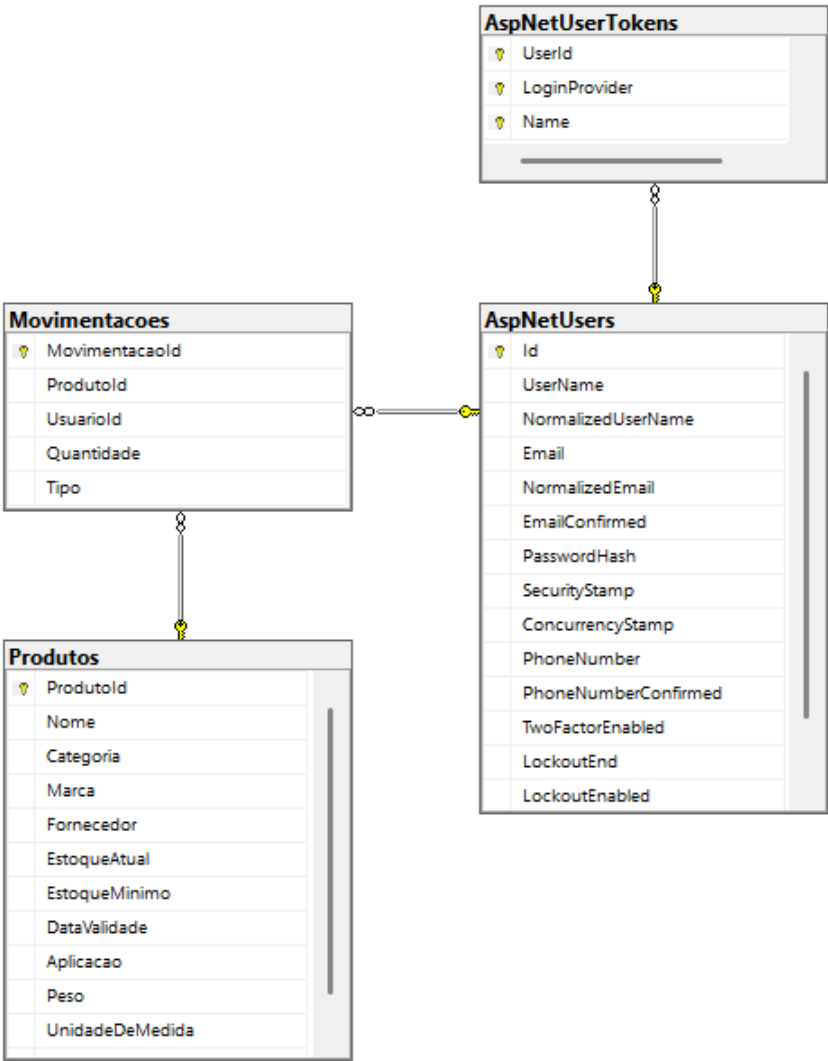 AspNetUserTokens
UserId
LoginProvider
Name
Movimentacoes
MovimentacaoId
ProdutoId
UsuarioId
Quantidade
Tipo
AspNetUsers
Id
UserName
NormalizedUserName
Email
NormalizedEmail
EmailConfirmed
PasswordHash
SecurityStamp
ConcurrencyStamp
PhoneNumber
PhoneNumberConfirmed
TwoFactorEnabled
LockoutEnd
LockoutEnabled
Produtos
ProdutoId
Nome
Categoria
Marca
Fornecedor
EstoqueAtual
EstoqueMinimo
DataValidade
Aplicacao
Peso
UnidadeDeMedida